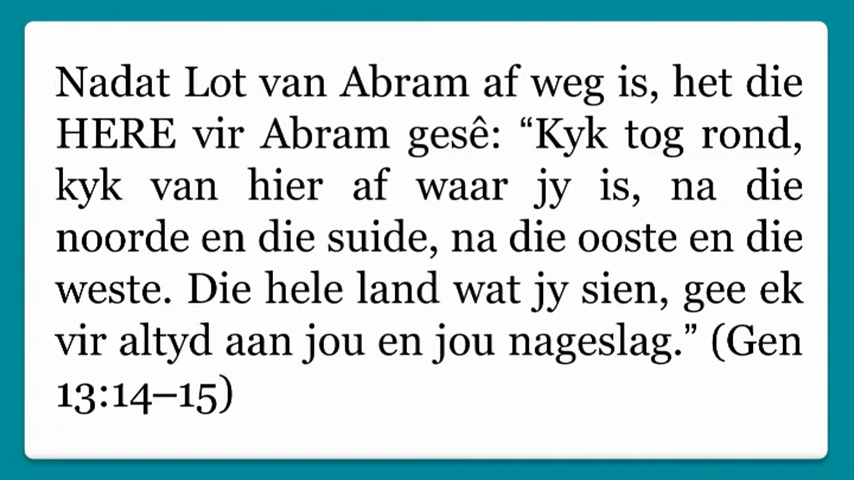 Nadat Lot van Abram af weg is, het die
HERE vir Abram gesê: “Kyk tog rond,
kyk van hier af waar jy is, na die
noorde en die suide, na die ooste en die
weste. Die hele land wat jy sien, gee ek
vir altyd aan jou en jou nageslag.” (Gen
13:14–15)